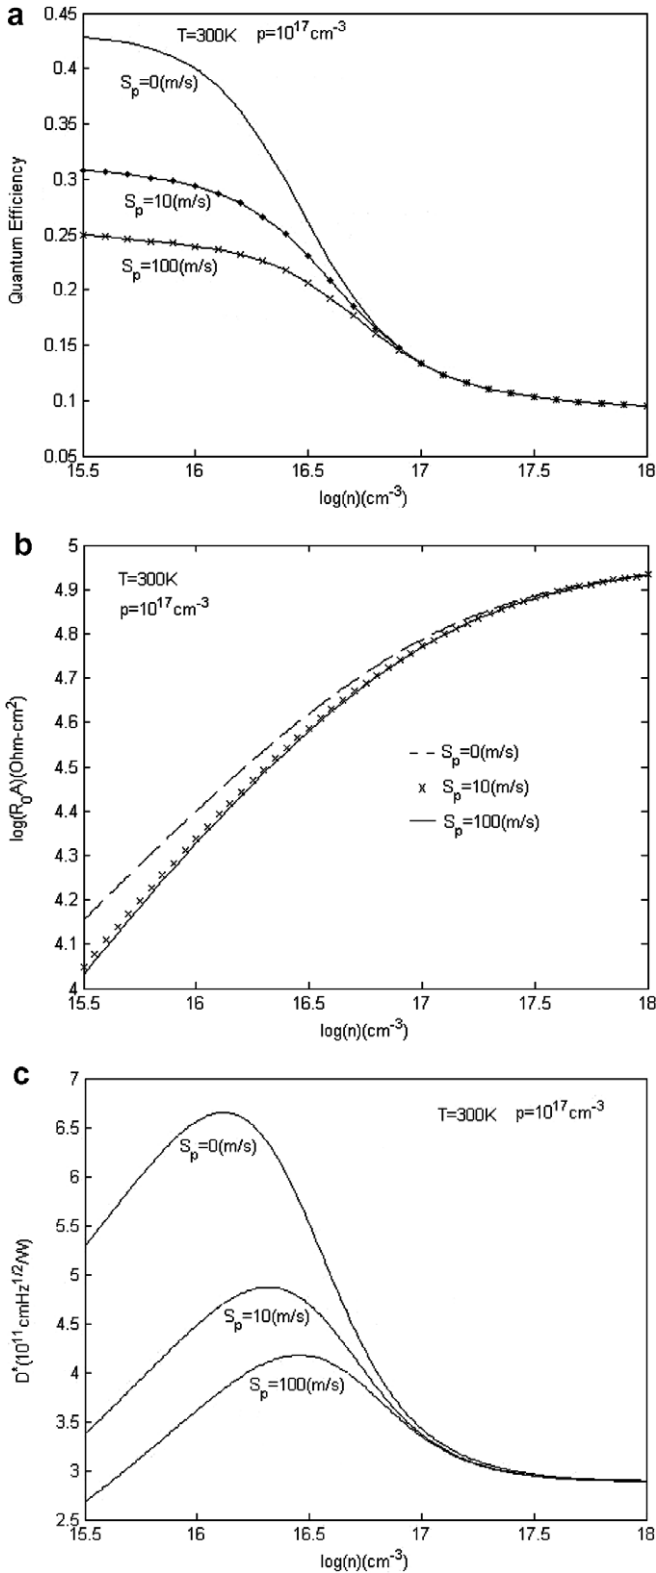 a
T=300K p=10^17cm^-3
0.45
0.4
0.35
0.3
0.25
0.2
0.15
0.1
0.05
S_p=0(m/s)
S_p=10(m/s)
S_p=100(m/s)
Quantum Efficiency
15.5 16 16.5 17 17.5 18
log(n)(cm^-3)
b
T=300K
p=10^17cm^-3
5
4.9
4.8
4.7
4.6
4.5
4.4
4.3
4.2
4.1
4
S_p=0(m/s)
x S_p=10(m/s)
S_p=100(m/s)
log(R_0A)(Ohm-cm^2)
15.5 16 16.5 17 17.5 18
log(n)(cm^-3)
c
T=300K p=10^17cm^-3
7
6.5
6
5.5
5
4.5
4
3.5
3
2.5
S_p=0(m/s)
S_p=10(m/s)
S_p=100(m/s)
D*(10^11cmHz^1/2/W)
15.5 16 16.5 17 17.5 18
log(n)(cm^-3)